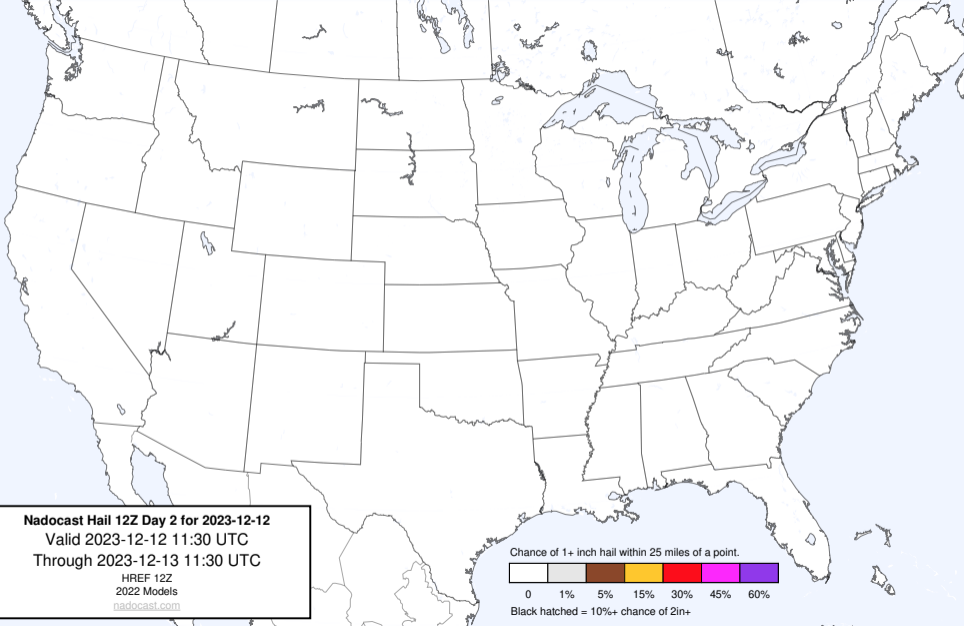 Nadocast Hail 12Z Day 2 for 2023-12-12
Valid 2023-12-12 11:30 UTC
Through 2023-12-13 11:30 UTC
HREF 12Z
2022 Models
nadocast.com
Chance of 1+ inch hail within 25 miles of a point.
0 1% 5% 15% 30% 45% 60%
Black hatched = 10%+ chance of 2in+